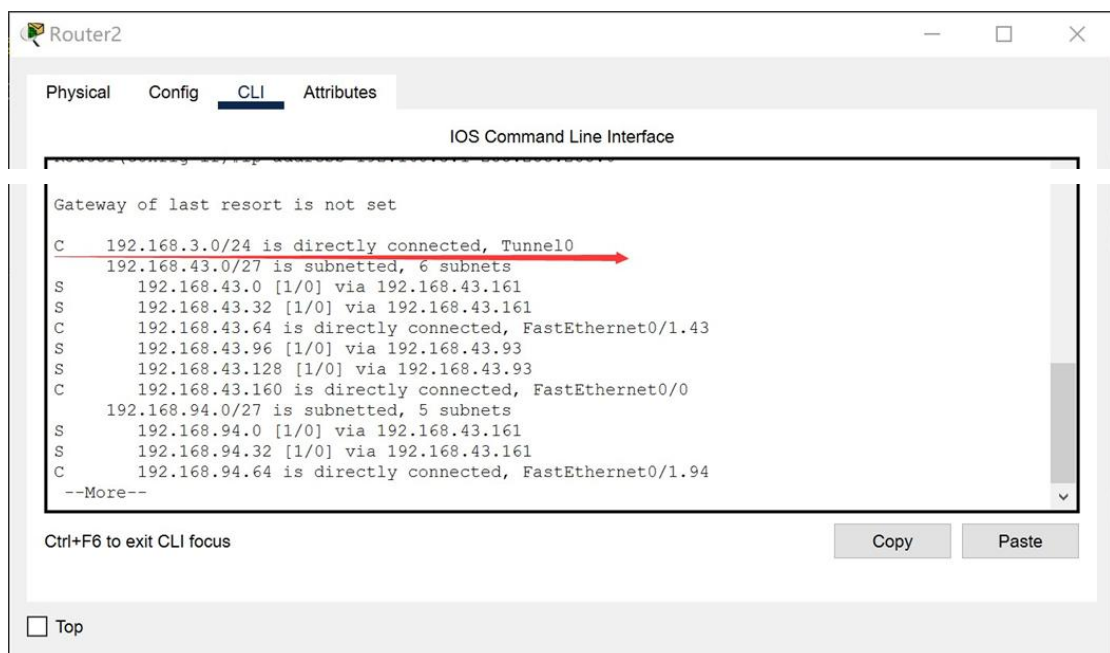 Router2
Physical Config CLI Attributes
IOS Command Line Interface
Gateway of last resort is not set
C    192.168.3.0/24 is directly connected, Tunnel0
     192.168.43.0/27 is subnetted, 6 subnets
S       192.168.43.0 [1/0] via 192.168.43.161
S       192.168.43.32 [1/0] via 192.168.43.161
C       192.168.43.64 is directly connected, FastEthernet0/1.43
S       192.168.43.96 [1/0] via 192.168.43.93
S       192.168.43.128 [1/0] via 192.168.43.93
C       192.168.43.160 is directly connected, FastEthernet0/0
     192.168.94.0/27 is subnetted, 5 subnets
S       192.168.94.0 [1/0] via 192.168.43.161
S       192.168.94.32 [1/0] via 192.168.43.161
C       192.168.94.64 is directly connected, FastEthernet0/1.94
 --More--
Ctrl+F6 to exit CLI focus
Copy Paste
Top